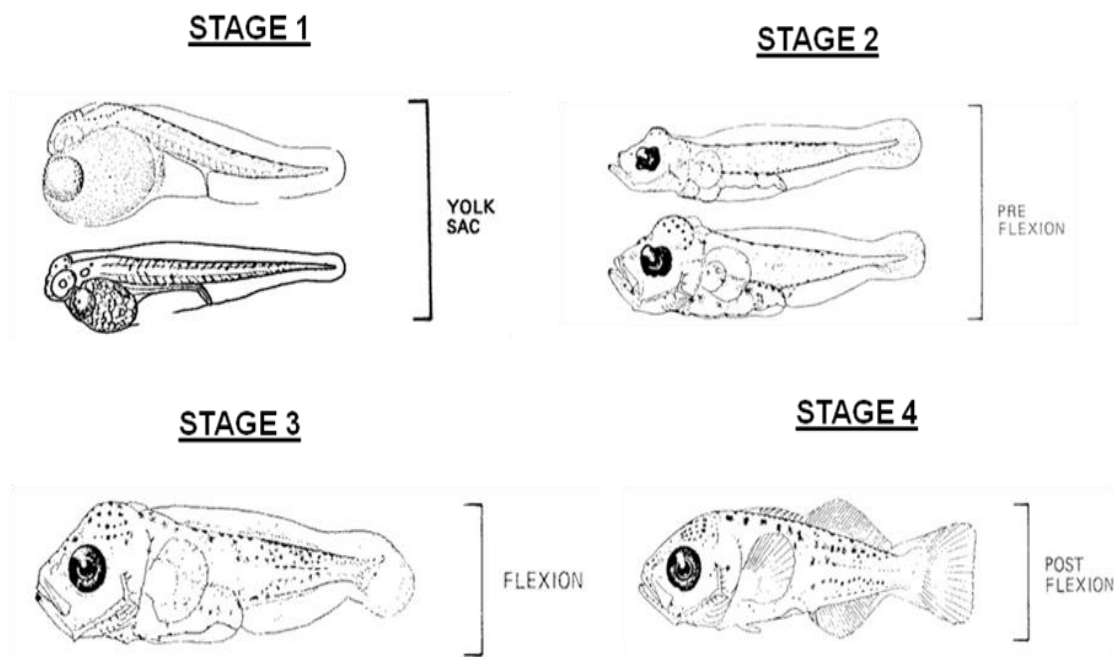 STAGE 1
STAGE 2
YOLK
SAC
PRE
FLEXION
STAGE 3
STAGE 4
FLEXION
POST
FLEXION